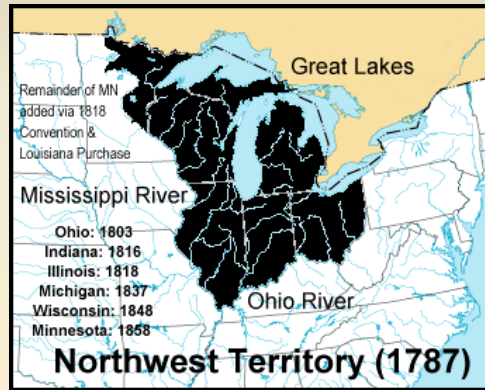 Great Lakes
Remainder of MN
added via 1818
Convention &
Louisiana Purchase
Mississippi River
Ohio: 1803
Indiana: 1816
Illinois: 1818
Michigan: 1837
Wisconsin: 1848
Minnesota: 1858
Ohio River
Northwest Territory (1787)